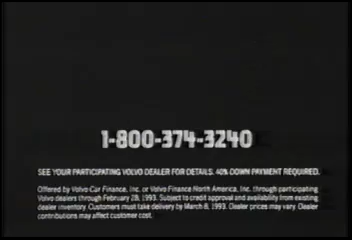 1-800-374-3240
SEE YOUR PARTICIPATING VOLVO DEALER FOR DETAILS. 40% DOWN PAYMENT REQUIRED.
Offered by Volvo Car Finance, Inc. or Volvo Finance North America, Inc. through participating
Volvo dealers through February 28, 1993. Subject to credit approval and availability from existing
dealer inventory. Customers must take delivery by March 8, 1993. Dealer prices may vary. Dealer
contributions may affect customer cost.